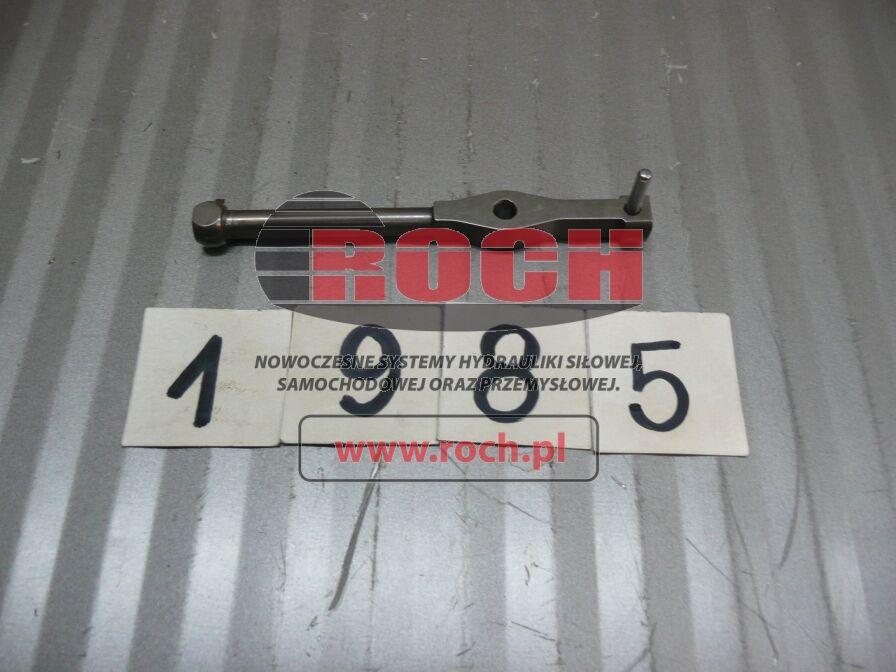 ROCH
1 9 8 5
NOWOCZESNE SYSTEMY HYDRAULIKI SIŁOWEJ,
SAMOCHODOWEJ ORAZ PRZEMYSŁOWEJ.
www.roch.pl